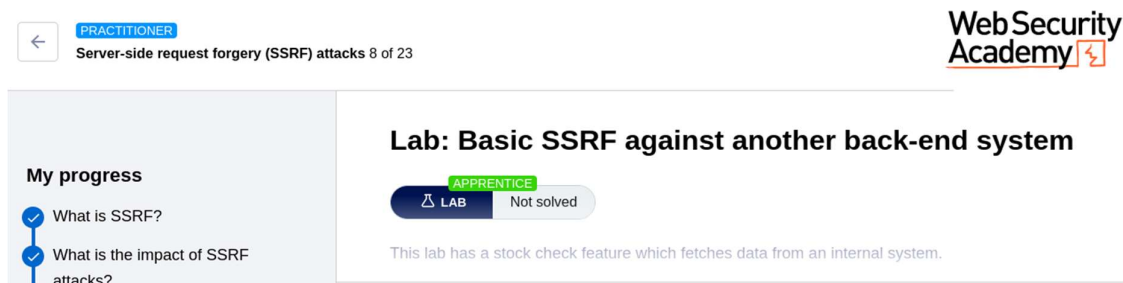 PRACTITIONER
Server-side request forgery (SSRF) attacks 8 of 23
Web Security
Academy
My progress
What is SSRF?
What is the impact of SSRF
attacks?
Lab: Basic SSRF against another back-end system
APPRENTICE
LAB Not solved
This lab has a stock check feature which fetches data from an internal system.